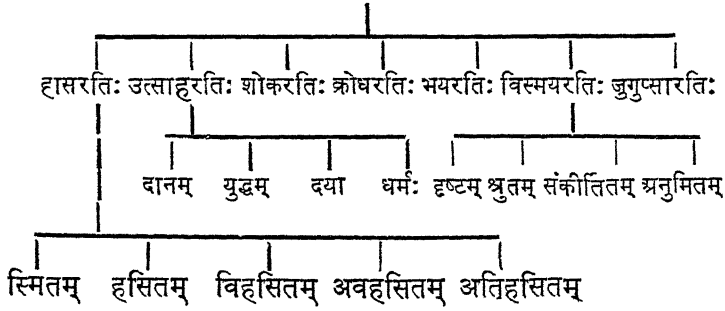 हासरतिः उत्साहरतिः शोकरतिः क्रोधरतिः भयरतिः विस्मयरतिः जुगुप्सारतिः
दानम् युद्धम् दया धर्मः दृष्टम् श्रुतम् संकीर्तितम् अनुमितम्
स्मितम् हसितम् विहसितम् अवहसितम् अतिहसितम्